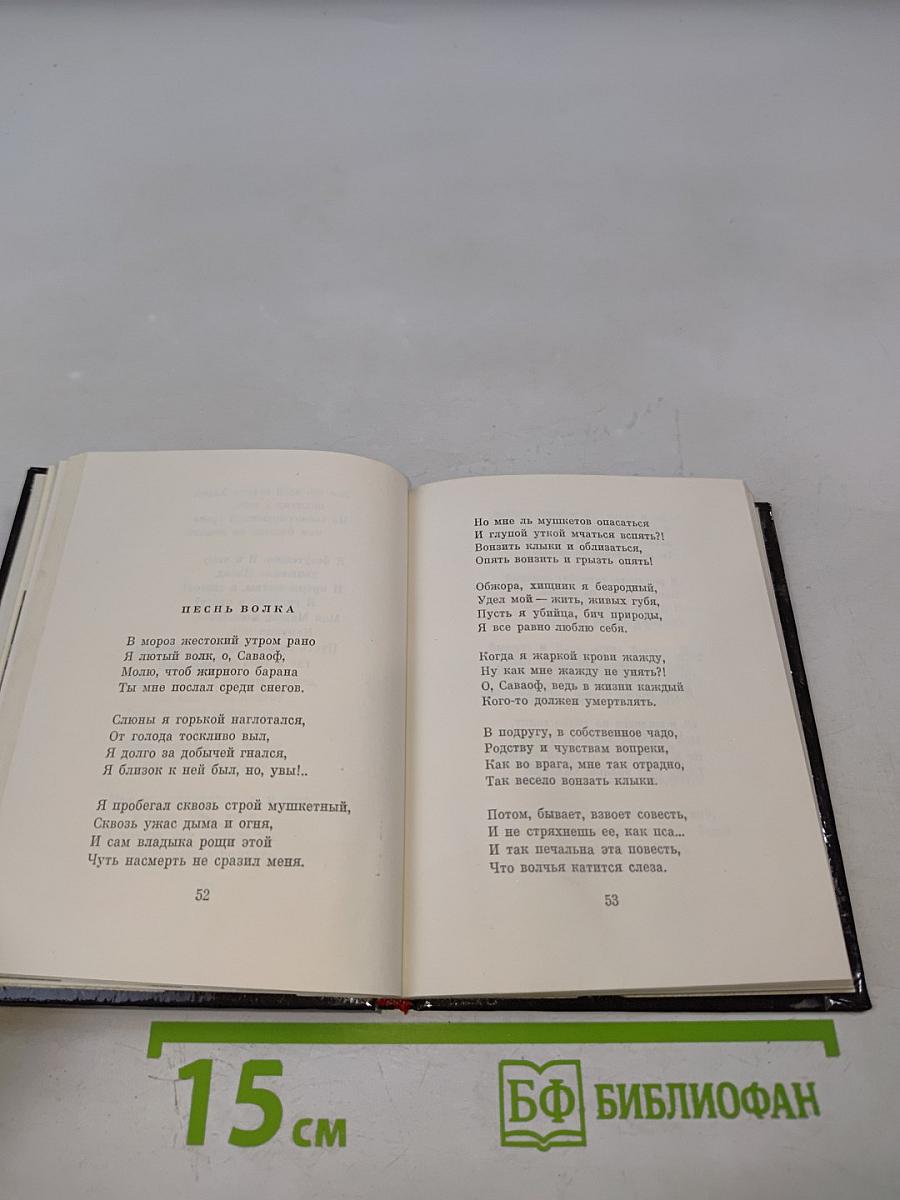 ПЕСНЬ ВОЛКА
В мороз жестокий утром рано
Я лютый волк, о, Саваоф,
Молю, чтоб жирного барана
Ты мне послал среди снегов.
Слюны я горькой наглотался,
От голода тоскливо выл,
Я долго за добычей гнался,
Я близок к ней был, но, увы!..
Я пробегал сквозь строй мушкетный,
Сквозь ужас дыма и огня,
И сам владыка рощи этой
Чуть насмерть не сразил меня.
52
Но мне ль мушкетов опасаться
И глупой уткой мчаться вспять?!
Вонзить клыки и облизаться,
Опять вонзить и грызть опять!
Обжора, хищник я безродный,
Удел мой — жить, живых губя,
Пусть я убийца, бич природы,
Я все равно люблю себя.
Когда я жаркой крови жажду,
Ну как мне жажду не унять?!
О, Саваоф, ведь в жизни каждый
Кого-то должен умертвлять.
В подругу, в собственное чадо,
Родству и чувствам вопреки,
Как во врага, мне так отрадно,
Так весело вонзать клыки.
Потом, бывает, взвоет совесть,
И не стряхнешь ее, как пса...
И так печальна эта повесть,
Что волчья катится слеза.
53
15 см
БФ БИБЛИОФАН